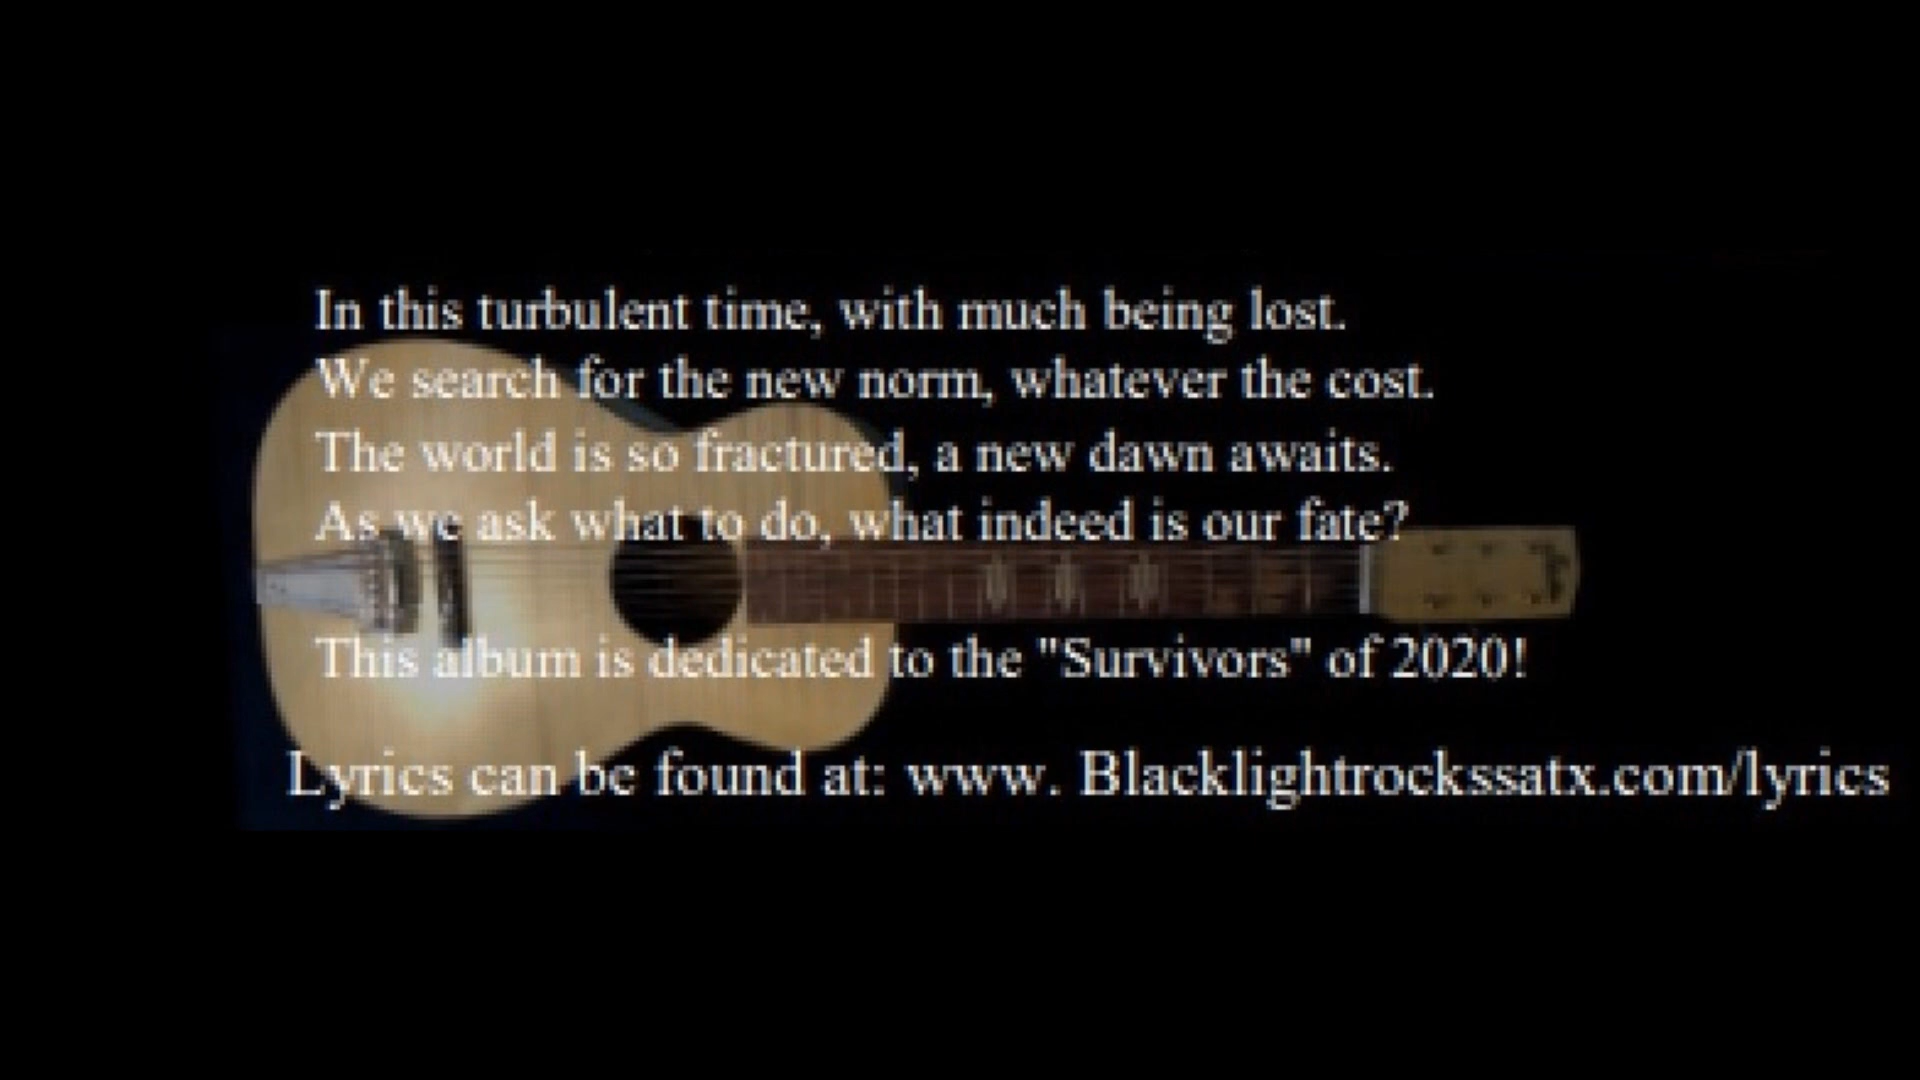 In this turbulent time, with much being lost.
We search for the new norm, whatever the cost.
The world is so fractured, a new dawn awaits.
As we ask what to do, what indeed is our fate?
This album is dedicated to the "Survivors" of 2020!
Lyrics can be found at: www. Blacklightrockssatx.com/lyrics